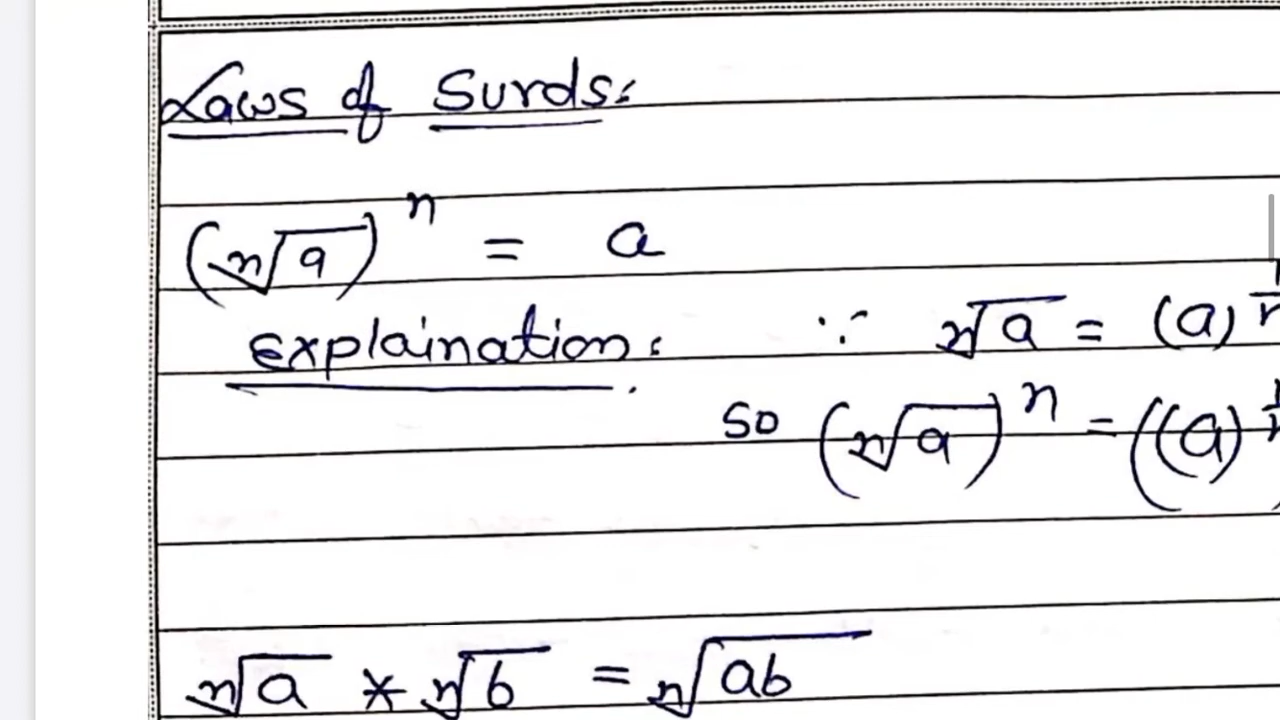 Laws of Surds:
(ⁿ√a)ⁿ = a
explaination: ∵ ⁿ√a = (a)
so (ⁿ√a)ⁿ = ((a)
ⁿ√a * ⁿ√b = ⁿ√ab